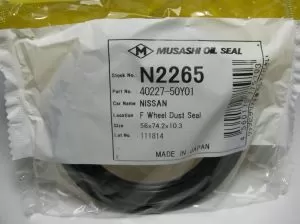 M MUSASHI OIL SEAL
Stock No. N2265
Part No. 40227-50Y01
Car Name NISSAN
Location F Wheel Dust Seal
Size 56x74.2x10.3
Lot No. 111814
MADE IN JAPAN